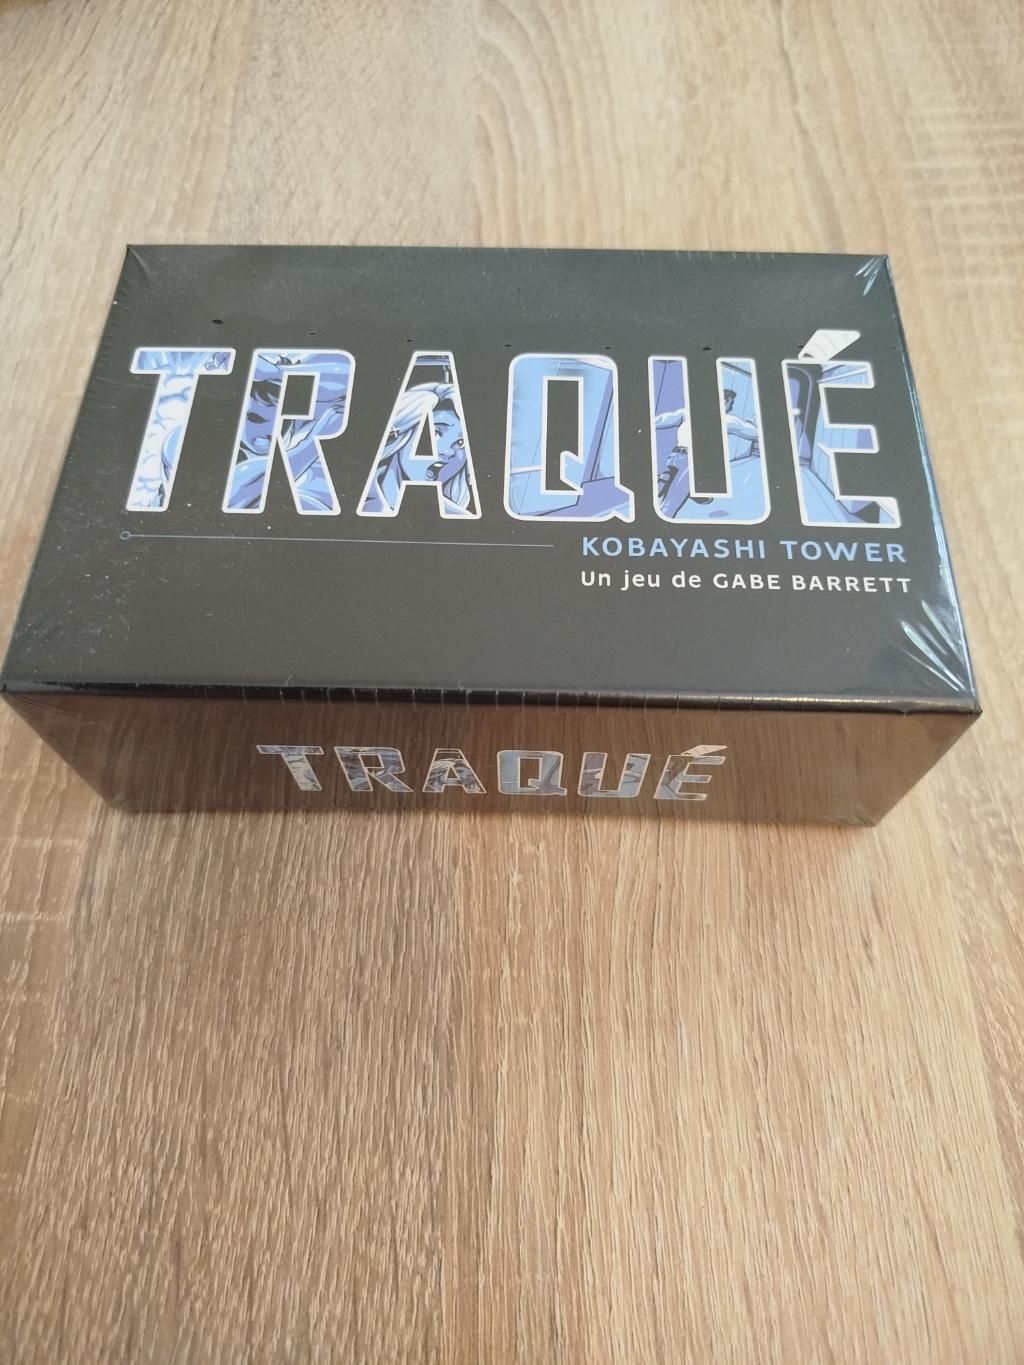 TRAQUÉ
KOBAYASHI TOWER
Un jeu de GABE BARRETT
TRAQUÉ